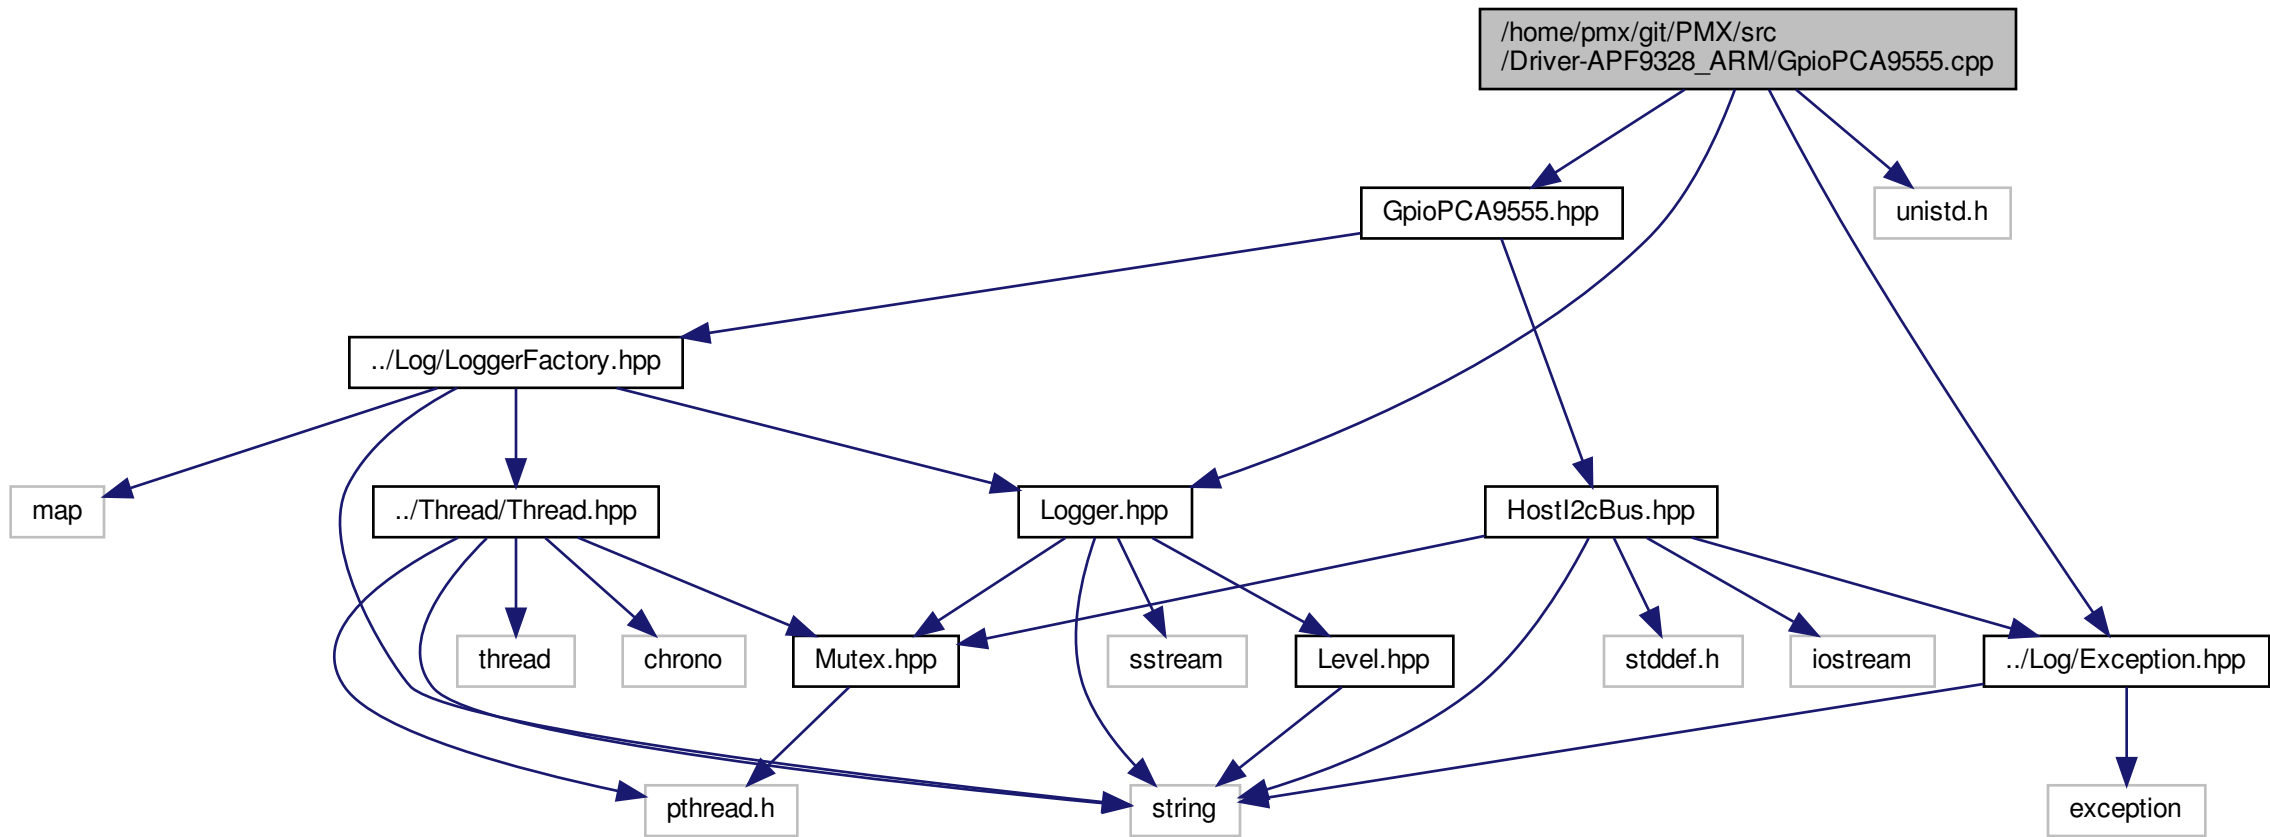 /home/pmx/git/PMX/src
/Driver-APF9328_ARM/GpioPCA9555.cpp
GpioPCA9555.hpp
unistd.h
../Log/LoggerFactory.hpp
map
../Thread/Thread.hpp
Logger.hpp
HostI2cBus.hpp
thread
chrono
Mutex.hpp
sstream
Level.hpp
stddef.h
iostream
../Log/Exception.hpp
pthread.h
string
exception